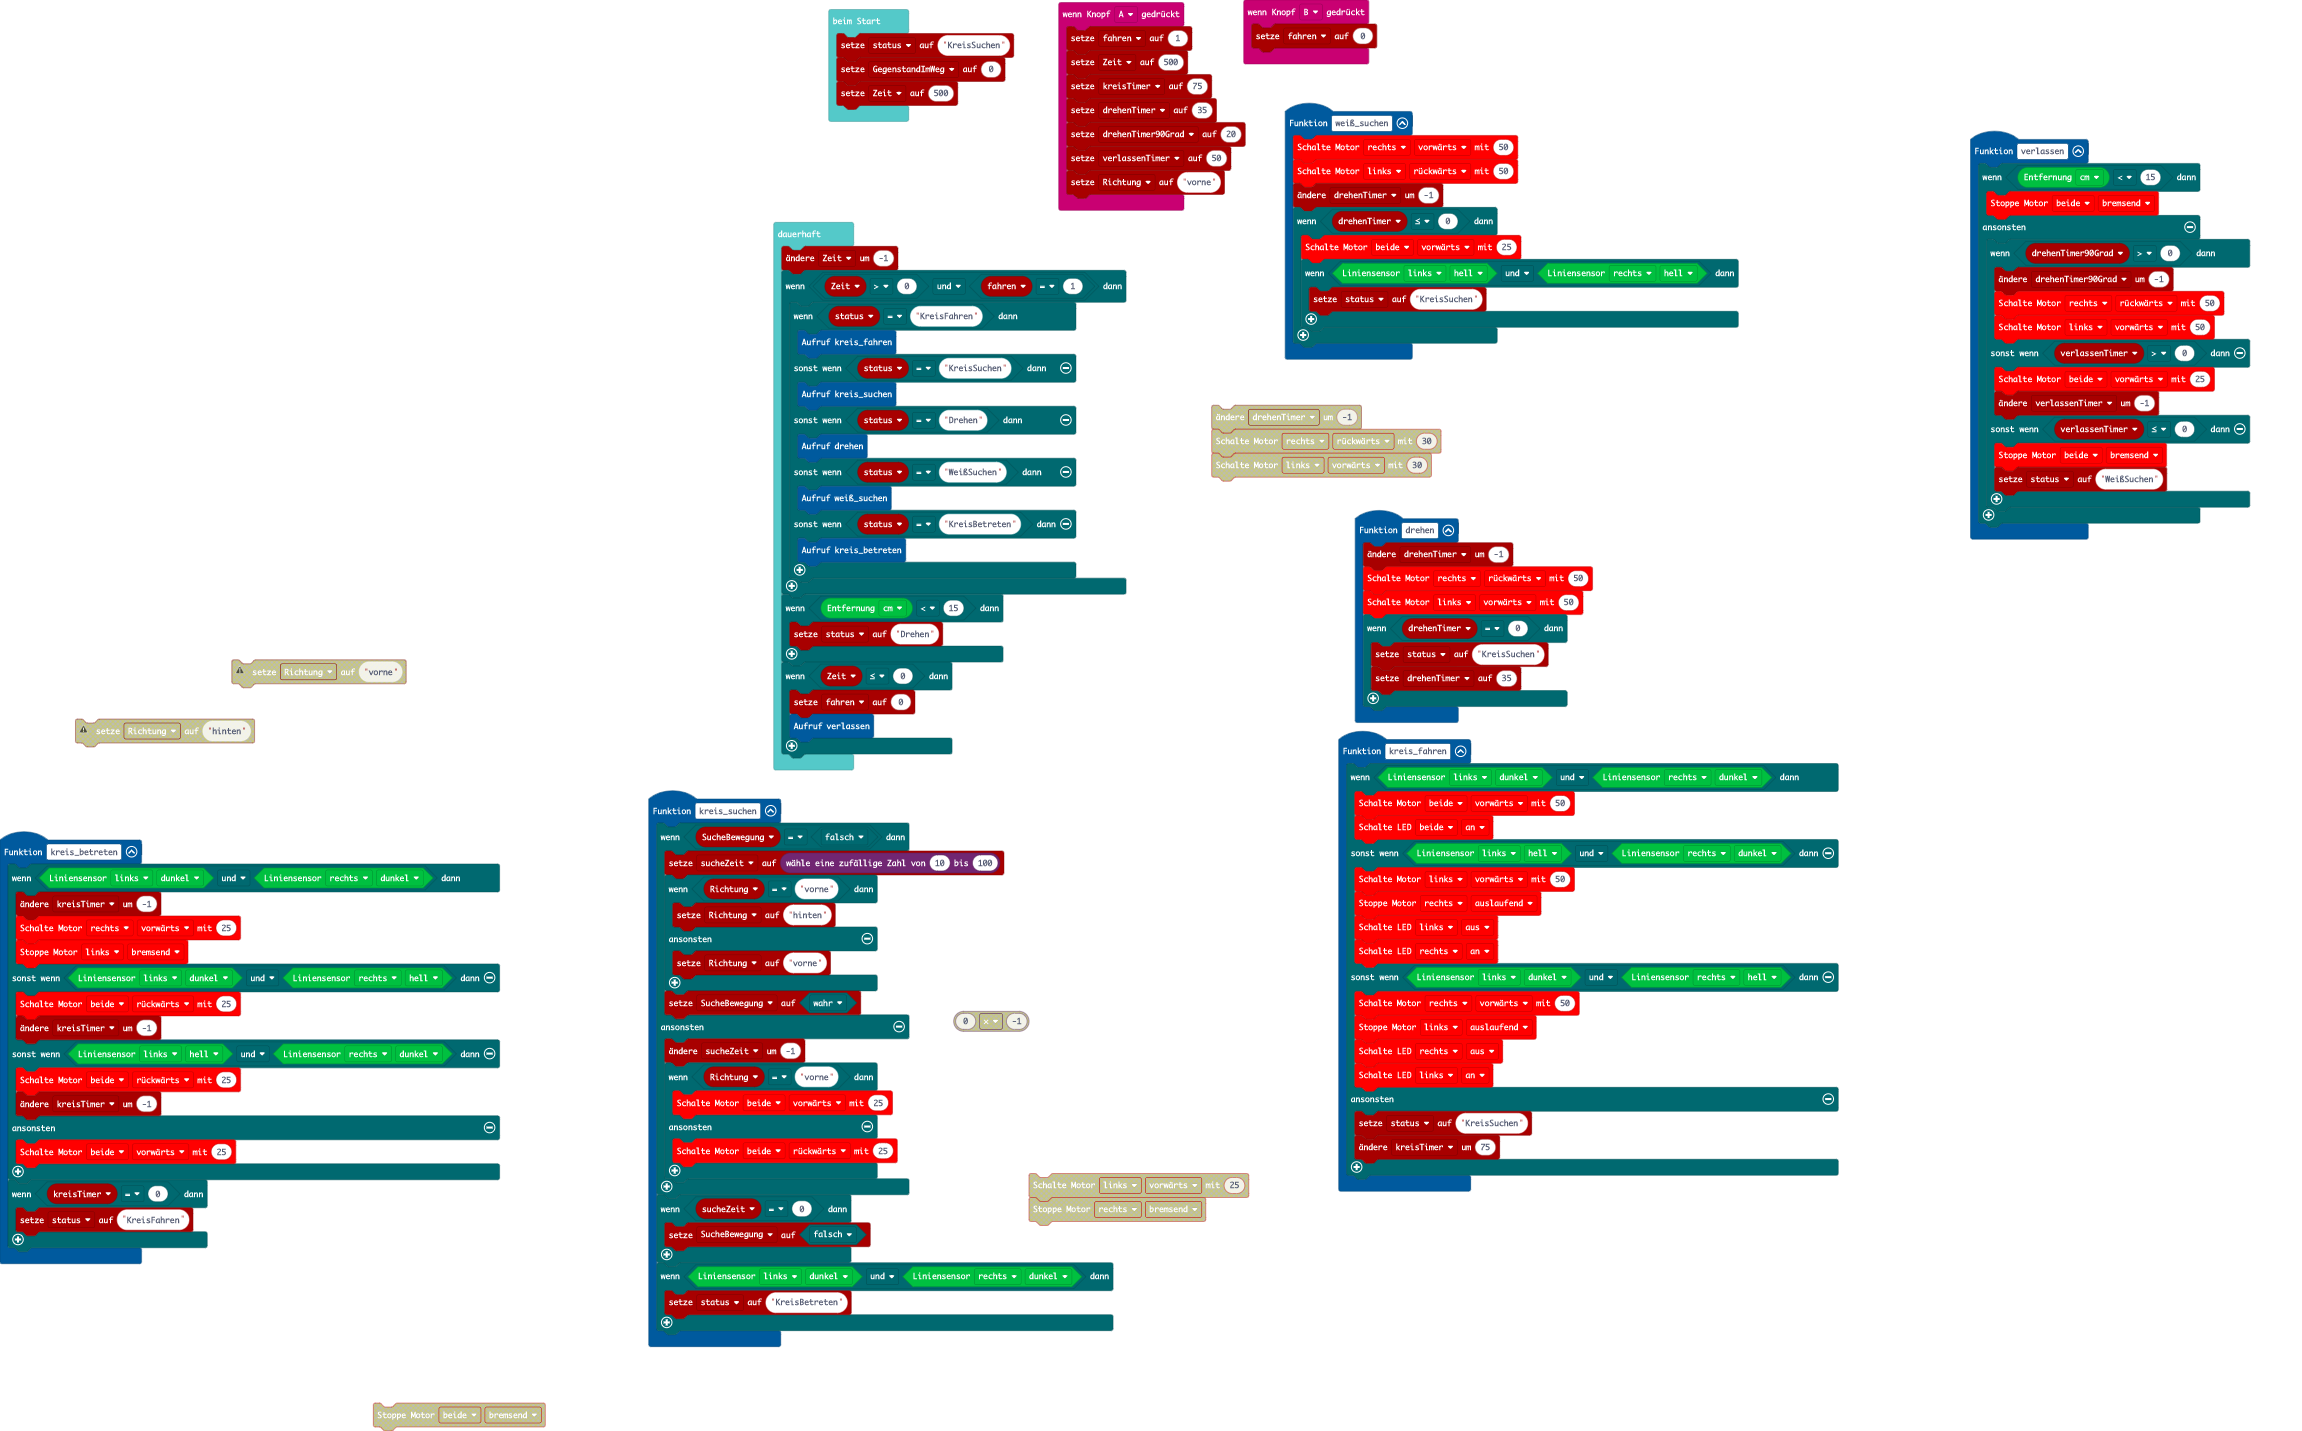 beim Start
setze status auf "KreisSuchen"
setze GegenstandImWeg auf 0
setze Zeit auf 500
wenn Knopf A gedrückt
setze fahren auf 1
setze Zeit auf 500
setze kreisTimer auf 75
setze drehenTimer auf 35
setze drehenTimer90Grad auf 20
setze verlassenTimer auf 50
setze Richtung auf "vorne"
wenn Knopf B gedrückt
setze fahren auf 0
Funktion weiß_suchen
Schalte Motor rechts vorwärts mit 50
Schalte Motor links rückwärts mit 50
ändere drehenTimer um -1
wenn drehenTimer ≤ 0 dann
Schalte Motor beide vorwärts mit 25
wenn Liniensensor links hell und Liniensensor rechts hell dann
setze status auf "KreisSuchen"
Funktion verlassen
wenn Entfernung cm < 15 dann
Stoppe Motor beide bremsend
ansonsten
wenn drehenTimer90Grad > 0 dann
ändere drehenTimer90Grad um -1
Schalte Motor rechts rückwärts mit 50
Schalte Motor links vorwärts mit 50
sonst wenn verlassenTimer > 0 dann
Schalte Motor beide vorwärts mit 25
ändere verlassenTimer um -1
sonst wenn verlassenTimer ≤ 0 dann
Stoppe Motor beide bremsend
setze status auf "WeißSuchen"
dauerhaft
ändere Zeit um -1
wenn Zeit > 0 und fahren = 1 dann
wenn status = "KreisFahren" dann
Aufruf kreis_fahren
sonst wenn status = "KreisSuchen" dann
Aufruf kreis_suchen
sonst wenn status = "Drehen" dann
Aufruf drehen
sonst wenn status = "WeißSuchen" dann
Aufruf weiß_suchen
sonst wenn status = "KreisBetreten" dann
Aufruf kreis_betreten
wenn Entfernung cm < 15 dann
setze status auf "Drehen"
wenn Zeit ≤ 0 dann
setze fahren auf 0
Aufruf verlassen
ändere drehenTimer um -1
Schalte Motor rechts rückwärts mit 30
Schalte Motor links vorwärts mit 30
Funktion drehen
ändere drehenTimer um -1
Schalte Motor rechts rückwärts mit 50
Schalte Motor links vorwärts mit 50
wenn drehenTimer = 0 dann
setze status auf "KreisSuchen"
setze drehenTimer auf 35
setze Richtung auf "vorne"
setze Richtung auf "hinten"
Funktion kreis_betreten
wenn Liniensensor links dunkel und Liniensensor rechts dunkel dann
ändere kreisTimer um -1
Schalte Motor rechts vorwärts mit 25
Stoppe Motor links bremsend
sonst wenn Liniensensor links dunkel und Liniensensor rechts hell dann
Schalte Motor beide rückwärts mit 25
ändere kreisTimer um -1
sonst wenn Liniensensor links hell und Liniensensor rechts dunkel dann
Schalte Motor beide rückwärts mit 25
ändere kreisTimer um -1
ansonsten
Schalte Motor beide vorwärts mit 25
wenn kreisTimer = 0 dann
setze status auf "KreisFahren"
Funktion kreis_suchen
wenn SucheBewegung = falsch dann
setze sucheZeit auf wähle eine zufällige Zahl von 10 bis 100
wenn Richtung = "vorne" dann
setze Richtung auf "hinten"
ansonsten
setze Richtung auf "vorne"
setze SucheBewegung auf wahr
ansonsten
ändere sucheZeit um -1
wenn Richtung = "vorne" dann
Schalte Motor beide vorwärts mit 25
ansonsten
Schalte Motor beide rückwärts mit 25
wenn sucheZeit = 0 dann
setze SucheBewegung auf falsch
wenn Liniensensor links dunkel und Liniensensor rechts dunkel dann
setze status auf "KreisBetreten"
0 × -1
Schalte Motor links vorwärts mit 25
Stoppe Motor rechts bremsend
Funktion kreis_fahren
wenn Liniensensor links dunkel und Liniensensor rechts dunkel dann
Schalte Motor beide vorwärts mit 50
Schalte LED beide an
sonst wenn Liniensensor links hell und Liniensensor rechts dunkel dann
Schalte Motor links vorwärts mit 50
Stoppe Motor rechts auslaufend
Schalte LED links aus
Schalte LED rechts an
sonst wenn Liniensensor links dunkel und Liniensensor rechts hell dann
Schalte Motor rechts vorwärts mit 50
Stoppe Motor links auslaufend
Schalte LED rechts aus
Schalte LED links an
ansonsten
setze status auf "KreisSuchen"
ändere kreisTimer um 75
Stoppe Motor beide bremsend